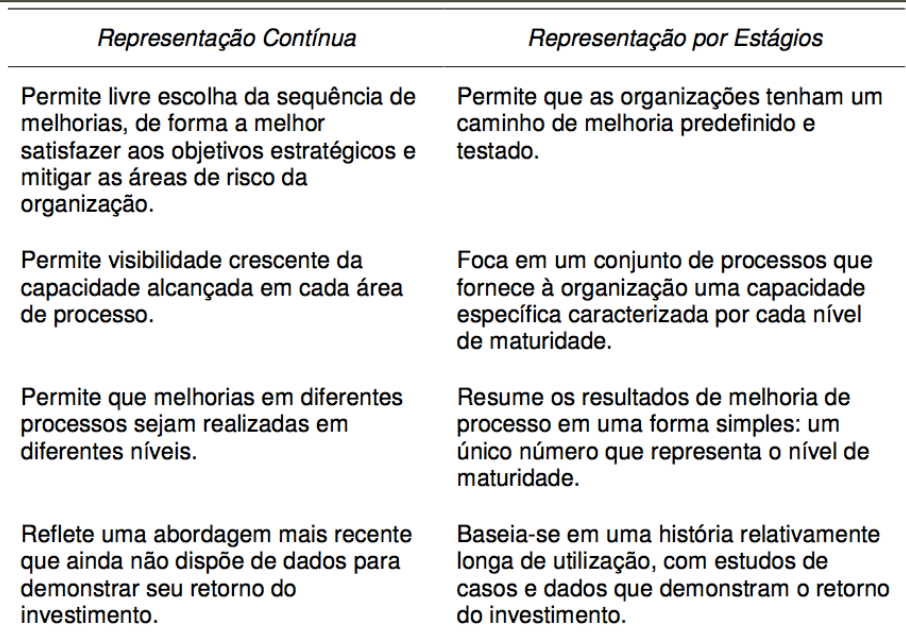 Representação Contínua
Representação por Estágios
Permite livre escolha da sequência de
melhorias, de forma a melhor
satisfazer aos objetivos estratégicos e
mitigar as áreas de risco da
organização.
Permite que as organizações tenham um
caminho de melhoria predefinido e
testado.
Permite visibilidade crescente da
capacidade alcançada em cada área
de processo.
Foca em um conjunto de processos que
fornece à organização uma capacidade
específica caracterizada por cada nível
de maturidade.
Permite que melhorias em diferentes
processos sejam realizadas em
diferentes níveis.
Resume os resultados de melhoria de
processo em uma forma simples: um
único número que representa o nível de
maturidade.
Reflete uma abordagem mais recente
que ainda não dispõe de dados para
demonstrar seu retorno do
investimento.
Baseia-se em uma história relativamente
longa de utilização, com estudos de
casos e dados que demonstram o retorno
do investimento.